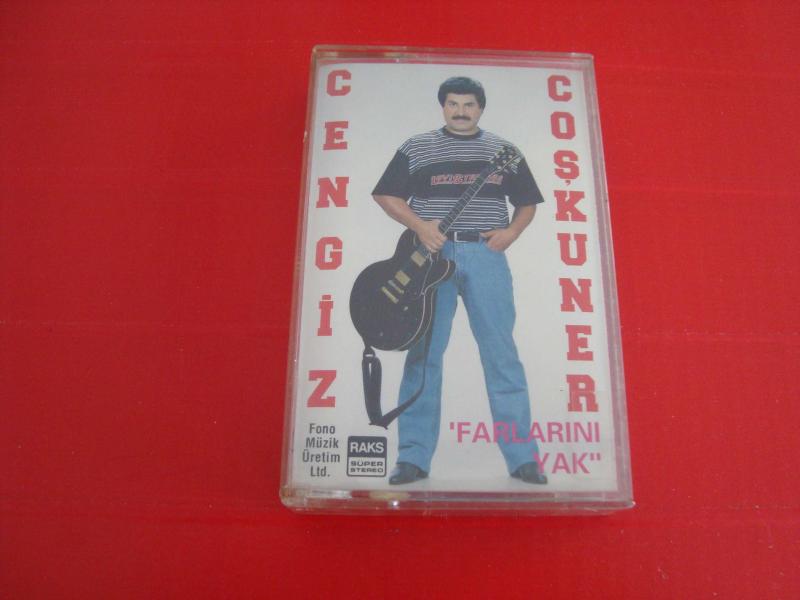 CENGİZ
COŞKUNER
'FARLARINI
YAK"
Fono
Müzik
Üretim
Ltd.
RAKS
SÜPER
STEREO